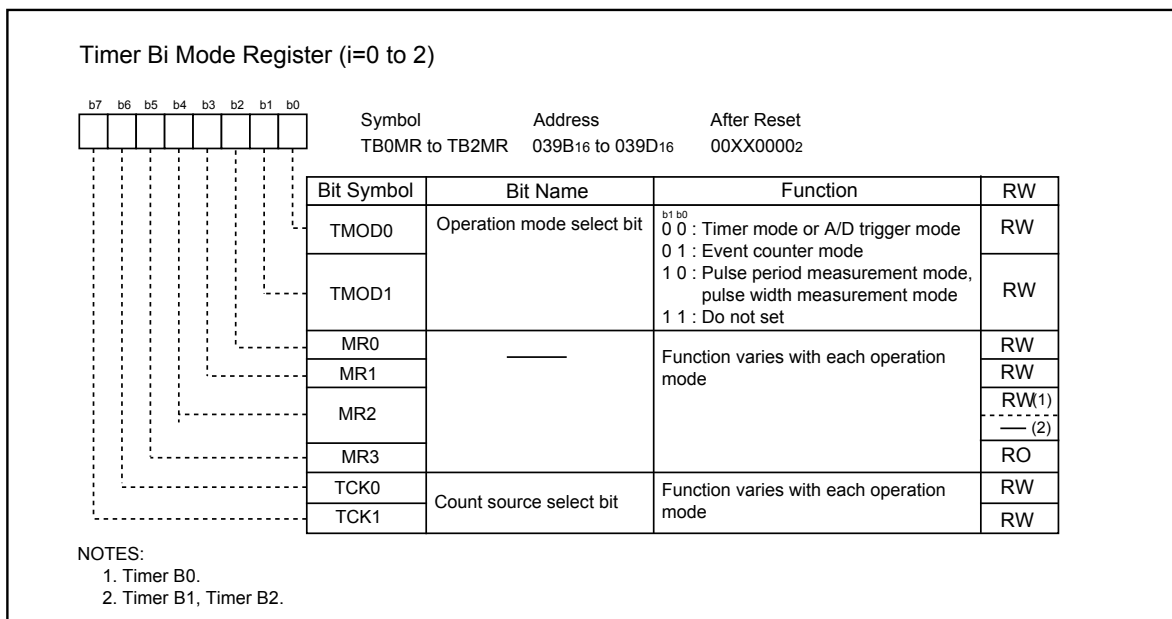 Timer Bi Mode Register (i=0 to 2)
b7 b6 b5 b4 b3 b2 b1 b0
Symbol Address After Reset
TB0MR to TB2MR 039B16 to 039D16 00XX00002
Bit Symbol Bit Name Function RW
TMOD0 Operation mode select bit b1 b0
0 0 : Timer mode or A/D trigger mode RW
0 1 : Event counter mode
TMOD1 1 0 : Pulse period measurement mode, RW
pulse width measurement mode
1 1 : Do not set
MR0 Function varies with each operation mode RW
MR1 RW
MR2 RW(1)
— (2)
MR3 RO
TCK0 Count source select bit Function varies with each operation mode RW
TCK1 RW
NOTES:
1. Timer B0.
2. Timer B1, Timer B2.